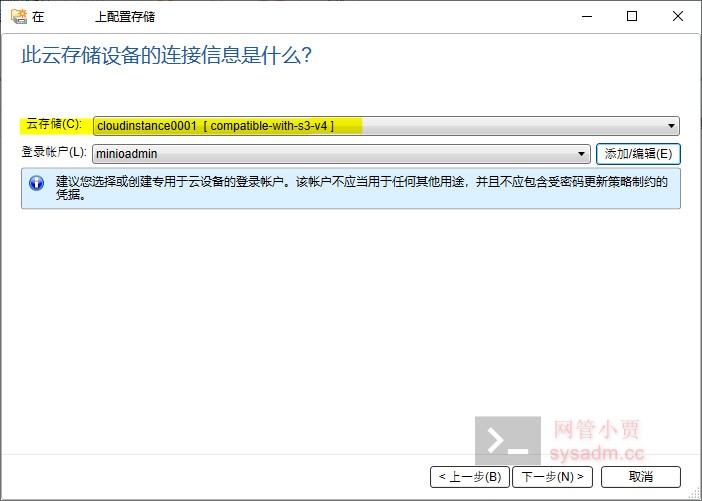 在 上配置存储
此云存储设备的连接信息是什么?
云存储(C): cloudinstance0001 [ compatible-with-s3-v4 ]
登录帐户(L): minioadmin 添加/编辑(E)
建议您选择或创建专用于云设备的登录帐户。该帐户不应当用于任何其他用途，并且不应包含受密码更新策略制约的
凭据。
网管小贾
sysadm.cc
< 上一步(B) 下一步(N) > 取消